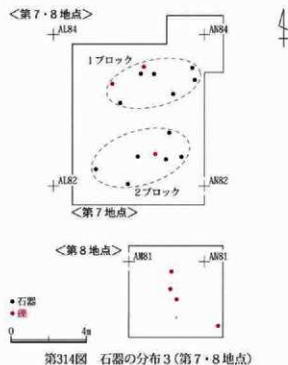 <第7・8地点>
AL84
AN84
1ブロック
2ブロック
AL82
AN82
<第7地点>
<第8地点>
AM81
AN81
●石器
●礫
0 4m
第314図 石器の分布3(第7・8地点)